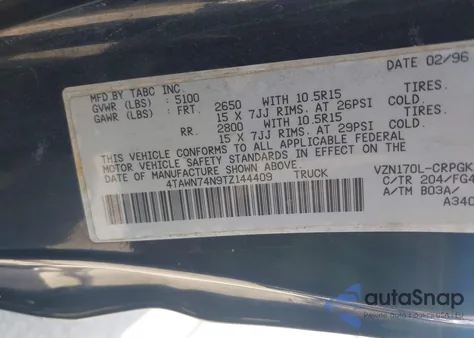 DATE 02/96
MFD BY TABC INC.
GVWR (LBS) : 5100
GAWR (LBS) : FRT. 2650 WITH 10.5R15 TIRES.
15 X 7JJ RIMS. AT 26PSI COLD.
RR. 2800 WITH 10.5R15 TIRES.
15 X 7JJ RIMS. AT 29PSI COLD.
THIS VEHICLE CONFORMS TO ALL APPLICABLE FEDERAL
MOTOR VEHICLE SAFETY STANDARDS IN EFFECT ON THE
DATE OF MANUFACTURE SHOWN ABOVE.
4TAWN74N9TZ144409 TRUCK
VZN170L-CRPGK
C/TR 204/FG4
A/TM B03A/
A340
autoSnap